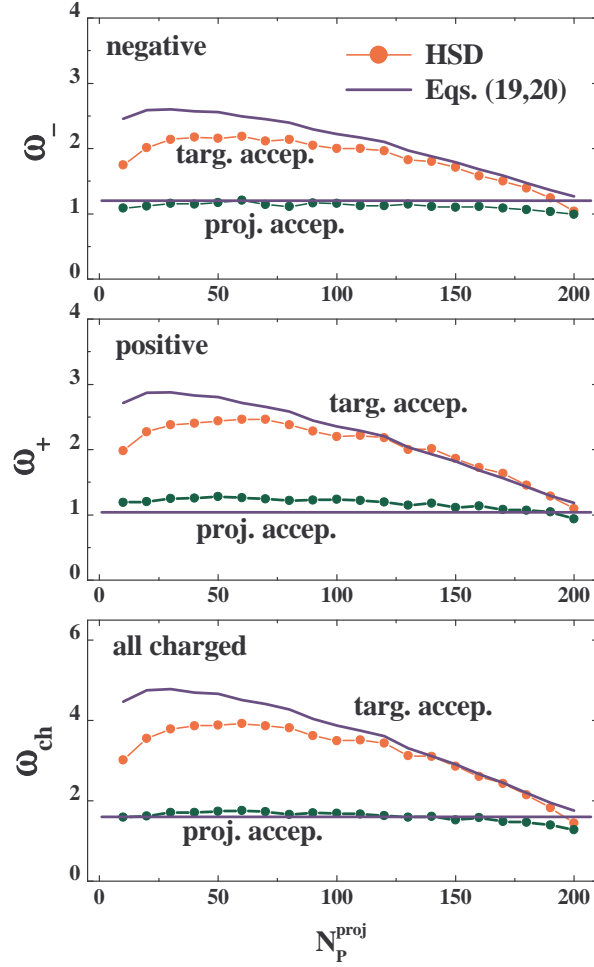 4
negative
HSD
Eqs. (19,20)
3
ω−
2
targ. accep.
1
proj. accep.
0
0 50 100 150 200
4
positive
3
targ. accep.
ω+
2
1
proj. accep.
0
0 50 100 150 200
6
all charged
targ. accep.
4
ωch
2
proj. accep.
0
0 50 100 150 200
N_P^proj